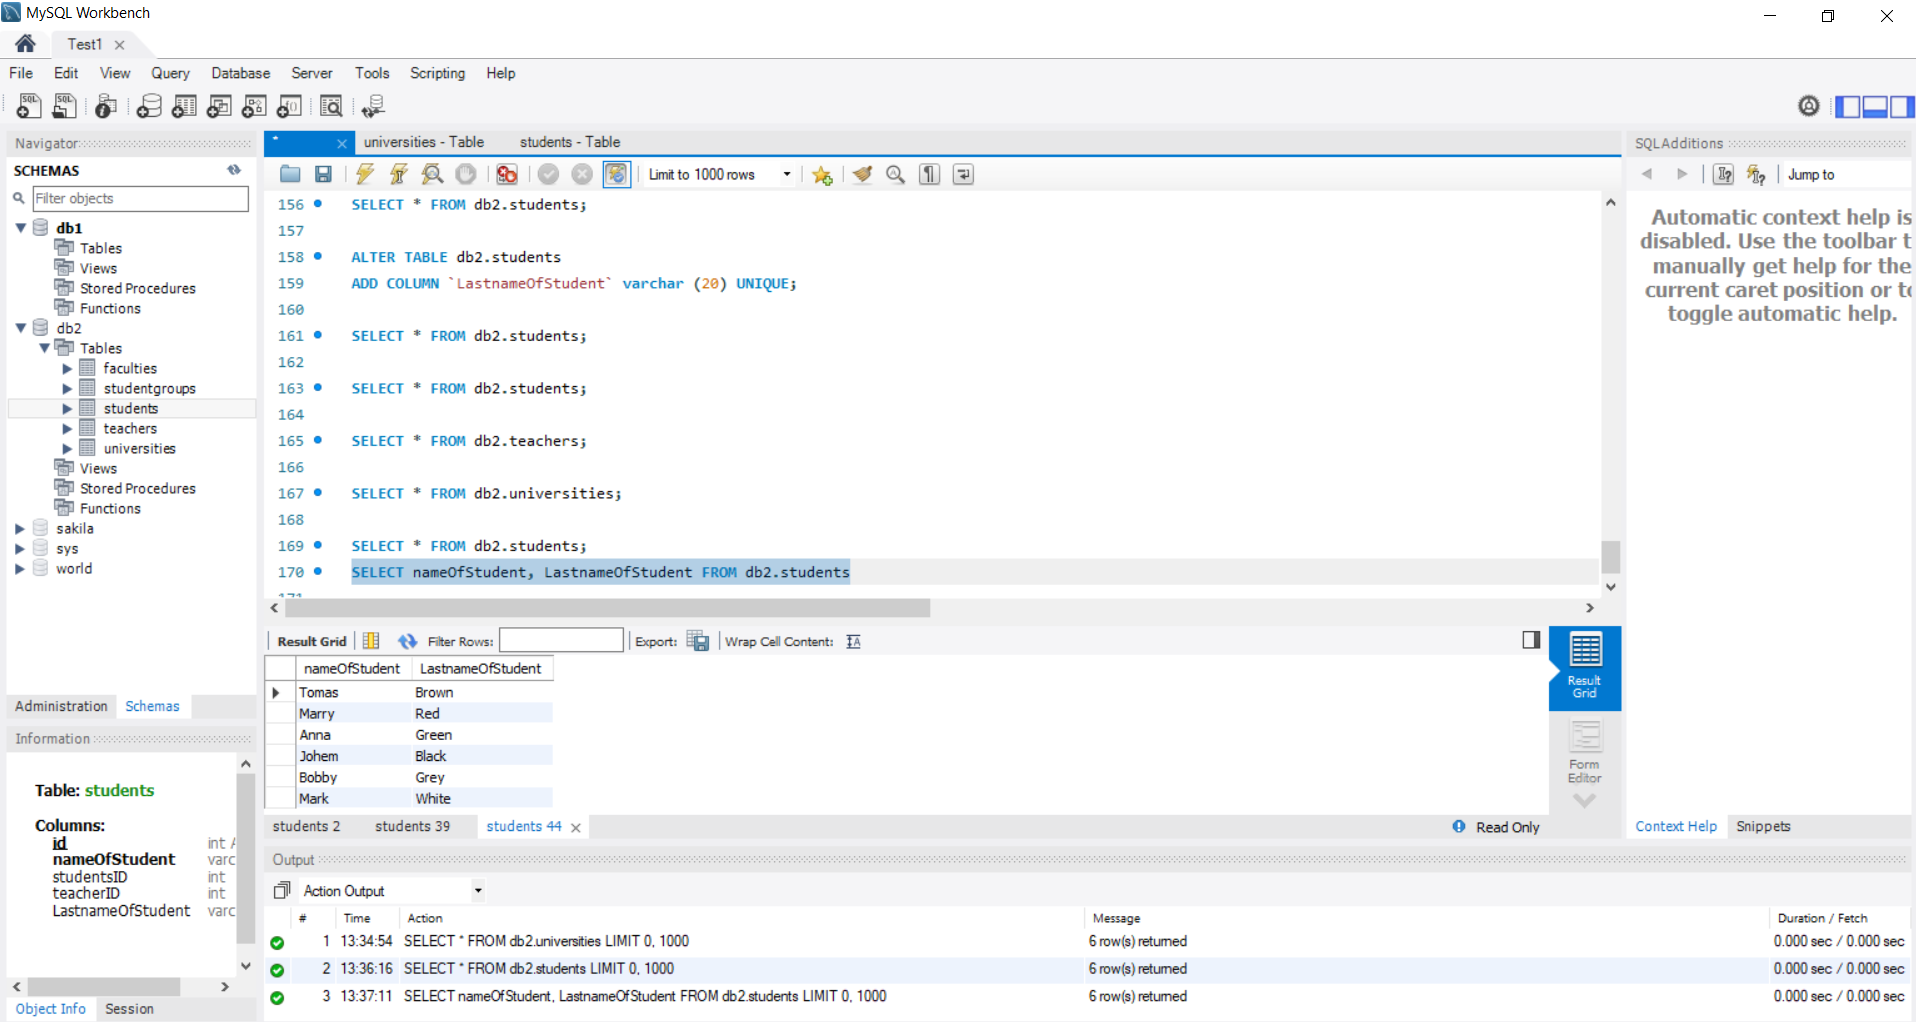 MySQL Workbench
Test1
File Edit View Query Database Server Tools Scripting Help
Navigator
SCHEMAS
Filter objects
db1
Tables
Views
Stored Procedures
Functions
db2
Tables
faculties
studentgroups
students
teachers
universities
Views
Stored Procedures
Functions
sakila
sys
world
Administration Schemas
Information
Table: students
Columns:
id int A
nameOfStudent varc
studentsID int
teacherID int
LastnameOfStudent varc
Object Info Session
* universities - Table students - Table
Limit to 1000 rows
156 SELECT * FROM db2.students;
157
158 ALTER TABLE db2.students
159 ADD COLUMN `LastnameOfStudent` varchar (20) UNIQUE;
160
161 SELECT * FROM db2.students;
162
163 SELECT * FROM db2.students;
164
165 SELECT * FROM db2.teachers;
166
167 SELECT * FROM db2.universities;
168
169 SELECT * FROM db2.students;
170 SELECT nameOfStudent, LastnameOfStudent FROM db2.students
171
Result Grid Filter Rows: Export: Wrap Cell Content:
nameOfStudent LastnameOfStudent
Tomas Brown
Marry Red
Anna Green
Johem Black
Bobby Grey
Mark White
Result
Grid
Form
Editor
students 2 students 39 students 44 Read Only
Output
Action Output
# Time Action Message Duration / Fetch
1 13:34:54 SELECT * FROM db2.universities LIMIT 0, 1000 6 row(s) returned 0.000 sec / 0.000 sec
2 13:36:16 SELECT * FROM db2.students LIMIT 0, 1000 6 row(s) returned 0.000 sec / 0.000 sec
3 13:37:11 SELECT nameOfStudent, LastnameOfStudent FROM db2.students LIMIT 0, 1000 6 row(s) returned 0.000 sec / 0.000 sec
SQLAdditions
Jump to
Automatic context help is
disabled. Use the toolbar t
manually get help for the
current caret position or to
toggle automatic help.
Context Help Snippets